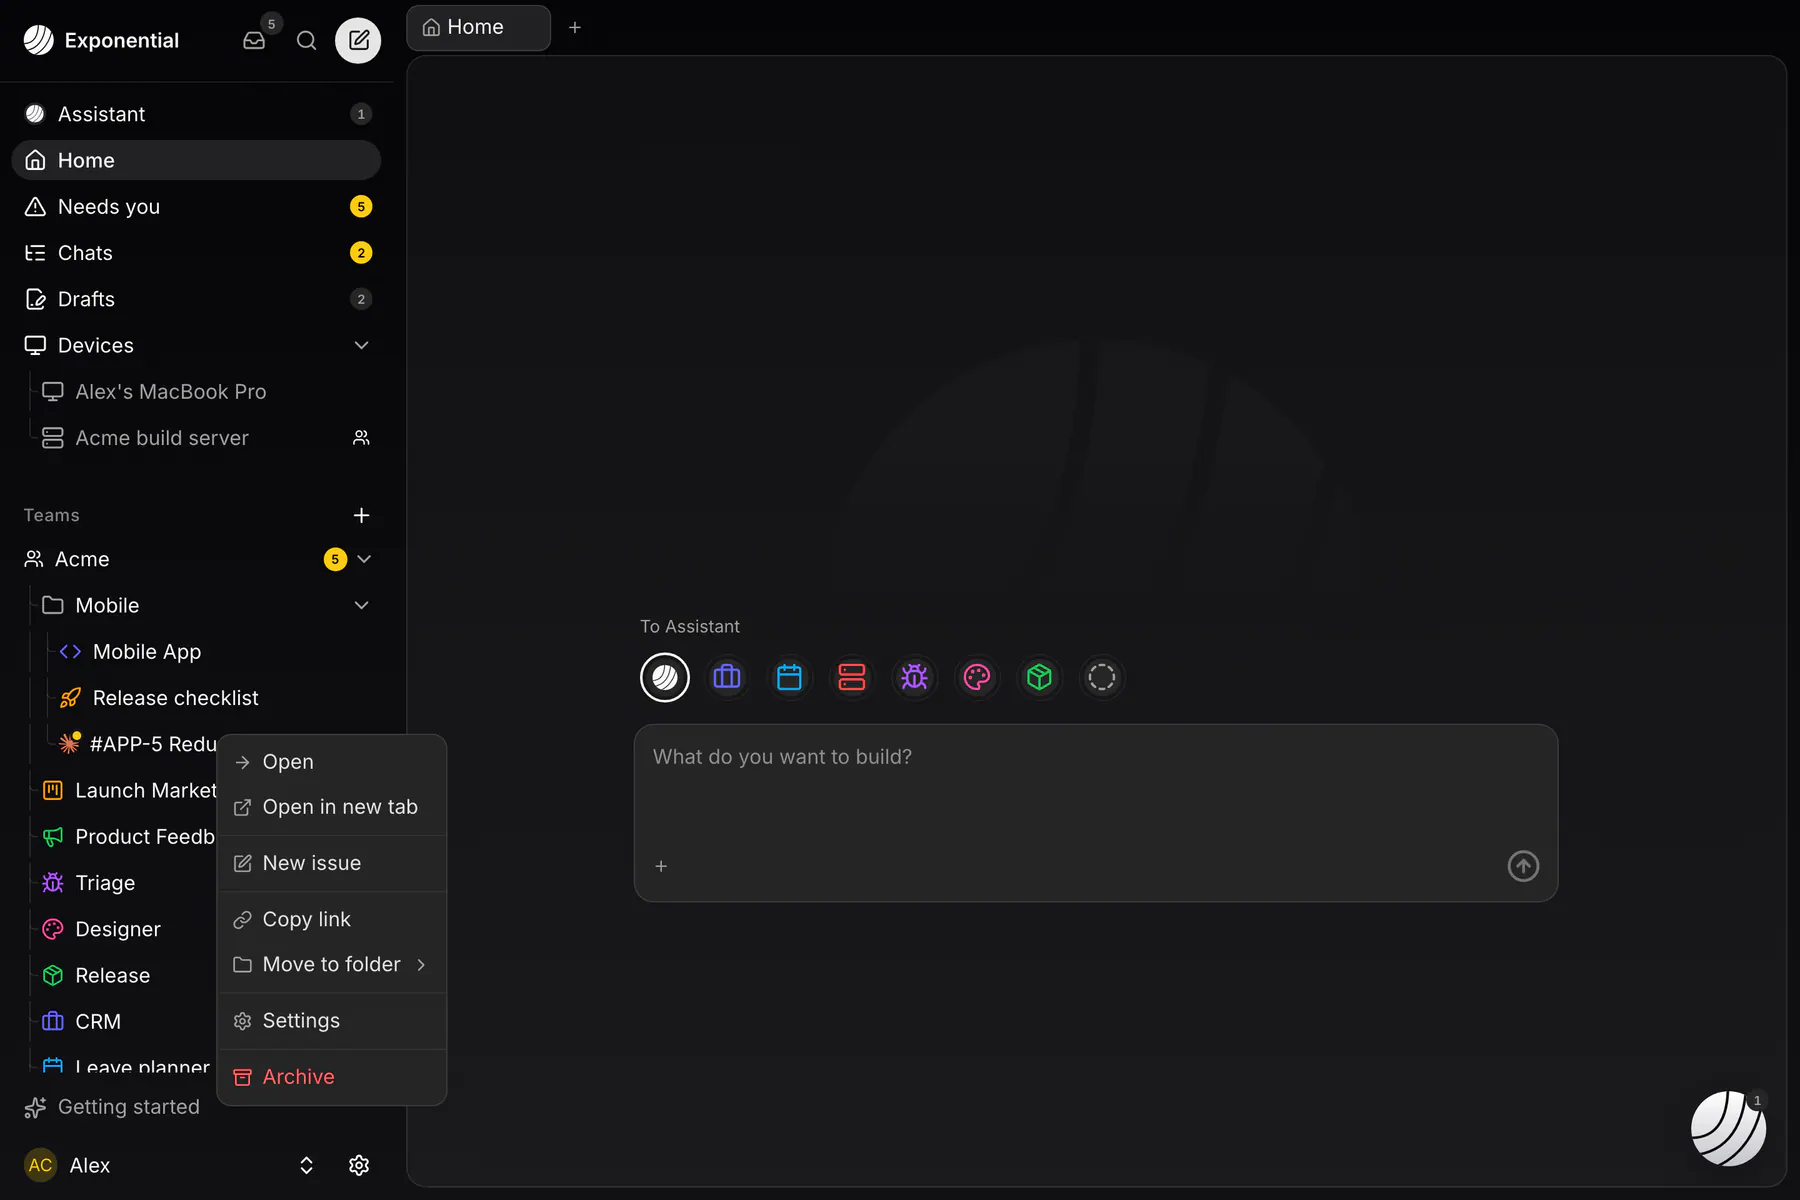 Exponential
5
Home
Assistant
1
Home
Needs you
5
Chats
2
Drafts
2
Devices
Alex's MacBook Pro
Acme build server
Teams
Acme
5
Mobile
Mobile App
Release checklist
#APP-5 Redu
Launch Market
Product Feedb
Triage
Designer
Release
CRM
Leave planner
Getting started
AC
Alex
Open
Open in new tab
New issue
Copy link
Move to folder
Settings
Archive
To Assistant
What do you want to build?
1